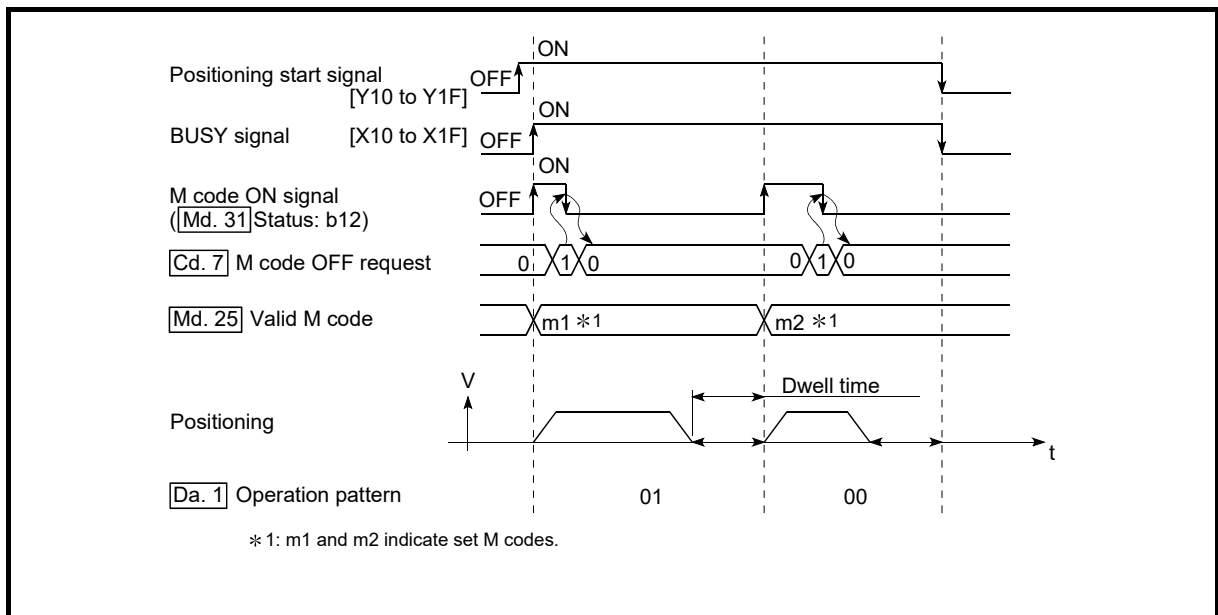 ON
Positioning start signal
OFF
[Y10 to Y1F]
ON
BUSY signal [X10 to X1F] OFF
ON
M code ON signal
OFF
(Md. 31 Status: b12)
Cd. 7 M code OFF request 0 1 0 0 1 0
Md. 25 Valid M code m1 *1 m2 *1
V
Dwell time
Positioning
t
Da. 1 Operation pattern 01 00
*1: m1 and m2 indicate set M codes.